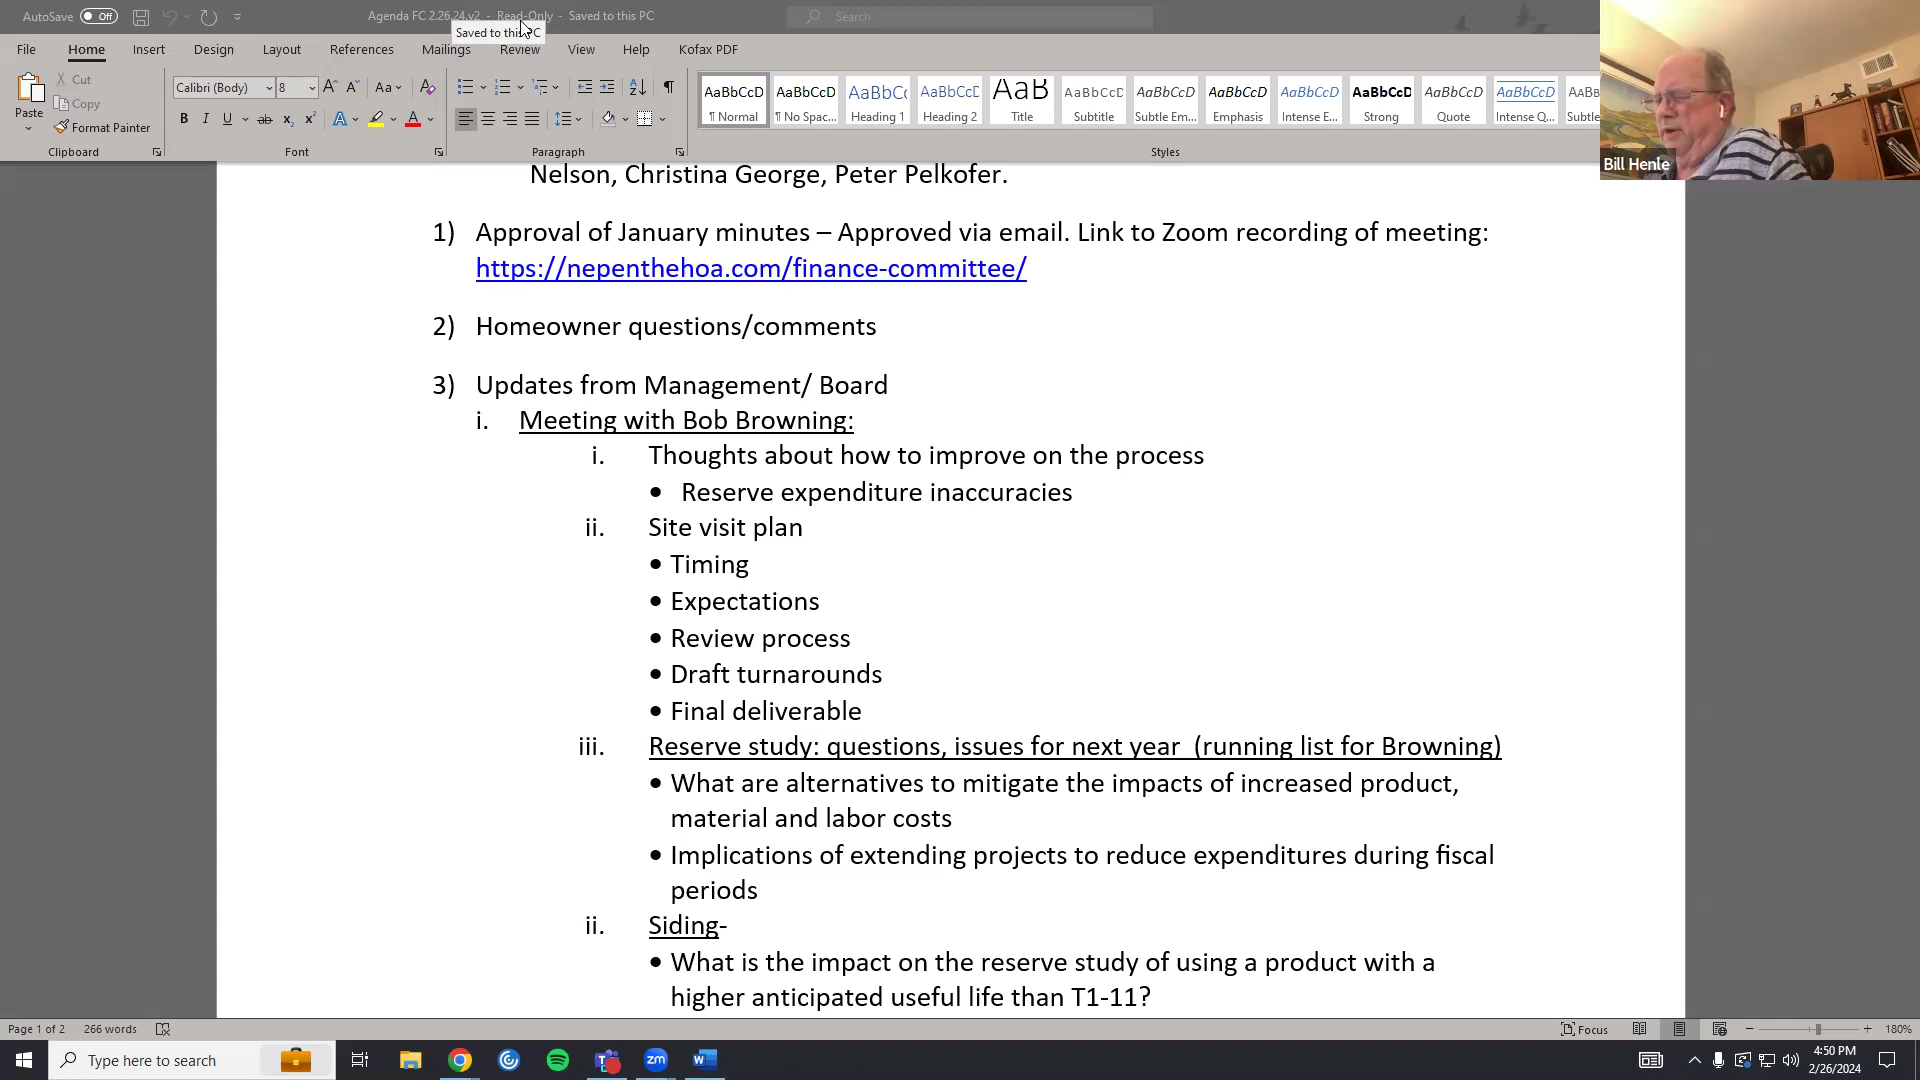 AutoSave Off Agenda FC 2.26.24.v2 - Read-Only - Saved to this PC Search
Saved to this PC
File Home Insert Design Layout References Mailings Review View Help Kofax PDF
Cut
Copy
Paste
Format Painter
Calibri (Body) 8
AaBbCcD AaBbCcD AaBbCc AaBbCcD AaB AaBbCcD AaBbCcD AaBbCcD AaBbCcD AaBbCcD AaBbCcD AaBbCcD AaBb
¶ Normal ¶ No Spac... Heading 1 Heading 2 Title Subtitle Subtle Em... Emphasis Intense E... Strong Quote Intense Q... Subtle
Clipboard Font Paragraph Styles
Bill Henle
Nelson, Christina George, Peter Pelkofer.
1) Approval of January minutes – Approved via email. Link to Zoom recording of meeting:
https://nepenthehoa.com/finance-committee/
2) Homeowner questions/comments
3) Updates from Management/ Board
i. Meeting with Bob Browning:
i. Thoughts about how to improve on the process
• Reserve expenditure inaccuracies
ii. Site visit plan
• Timing
• Expectations
• Review process
• Draft turnarounds
• Final deliverable
iii. Reserve study: questions, issues for next year (running list for Browning)
• What are alternatives to mitigate the impacts of increased product,
material and labor costs
• Implications of extending projects to reduce expenditures during fiscal
periods
ii. Siding-
• What is the impact on the reserve study of using a product with a
higher anticipated useful life than T1-11?
Page 1 of 2 266 words Focus 180%
Type here to search
4:50 PM
2/26/2024